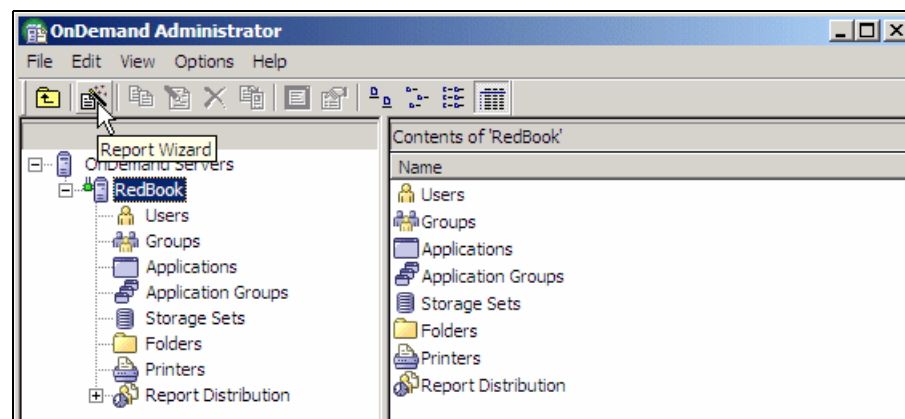 OnDemand Administrator
File Edit View Options Help
Report Wizard
OnDemand Servers
RedBook
Users
Groups
Applications
Application Groups
Storage Sets
Folders
Printers
Report Distribution
Contents of 'RedBook'
Name
Users
Groups
Applications
Application Groups
Storage Sets
Folders
Printers
Report Distribution